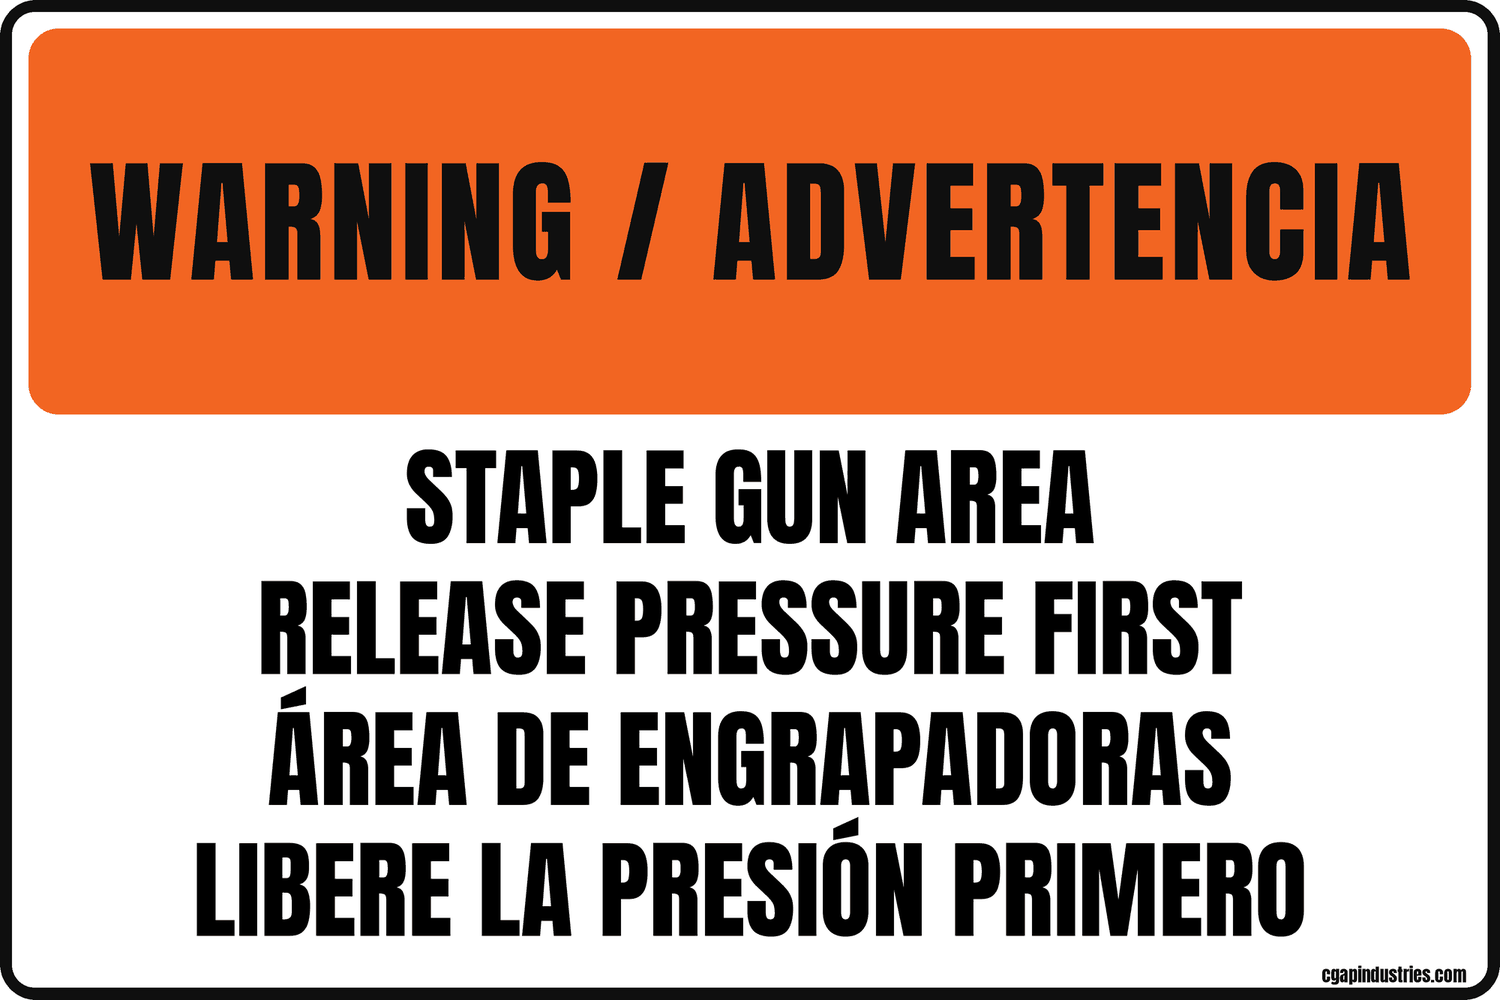 WARNING / ADVERTENCIA
STAPLE GUN AREA
RELEASE PRESSURE FIRST
ÁREA DE ENGRAPADORAS
LIBERE LA PRESIÓN PRIMERO
cgapindustries.com